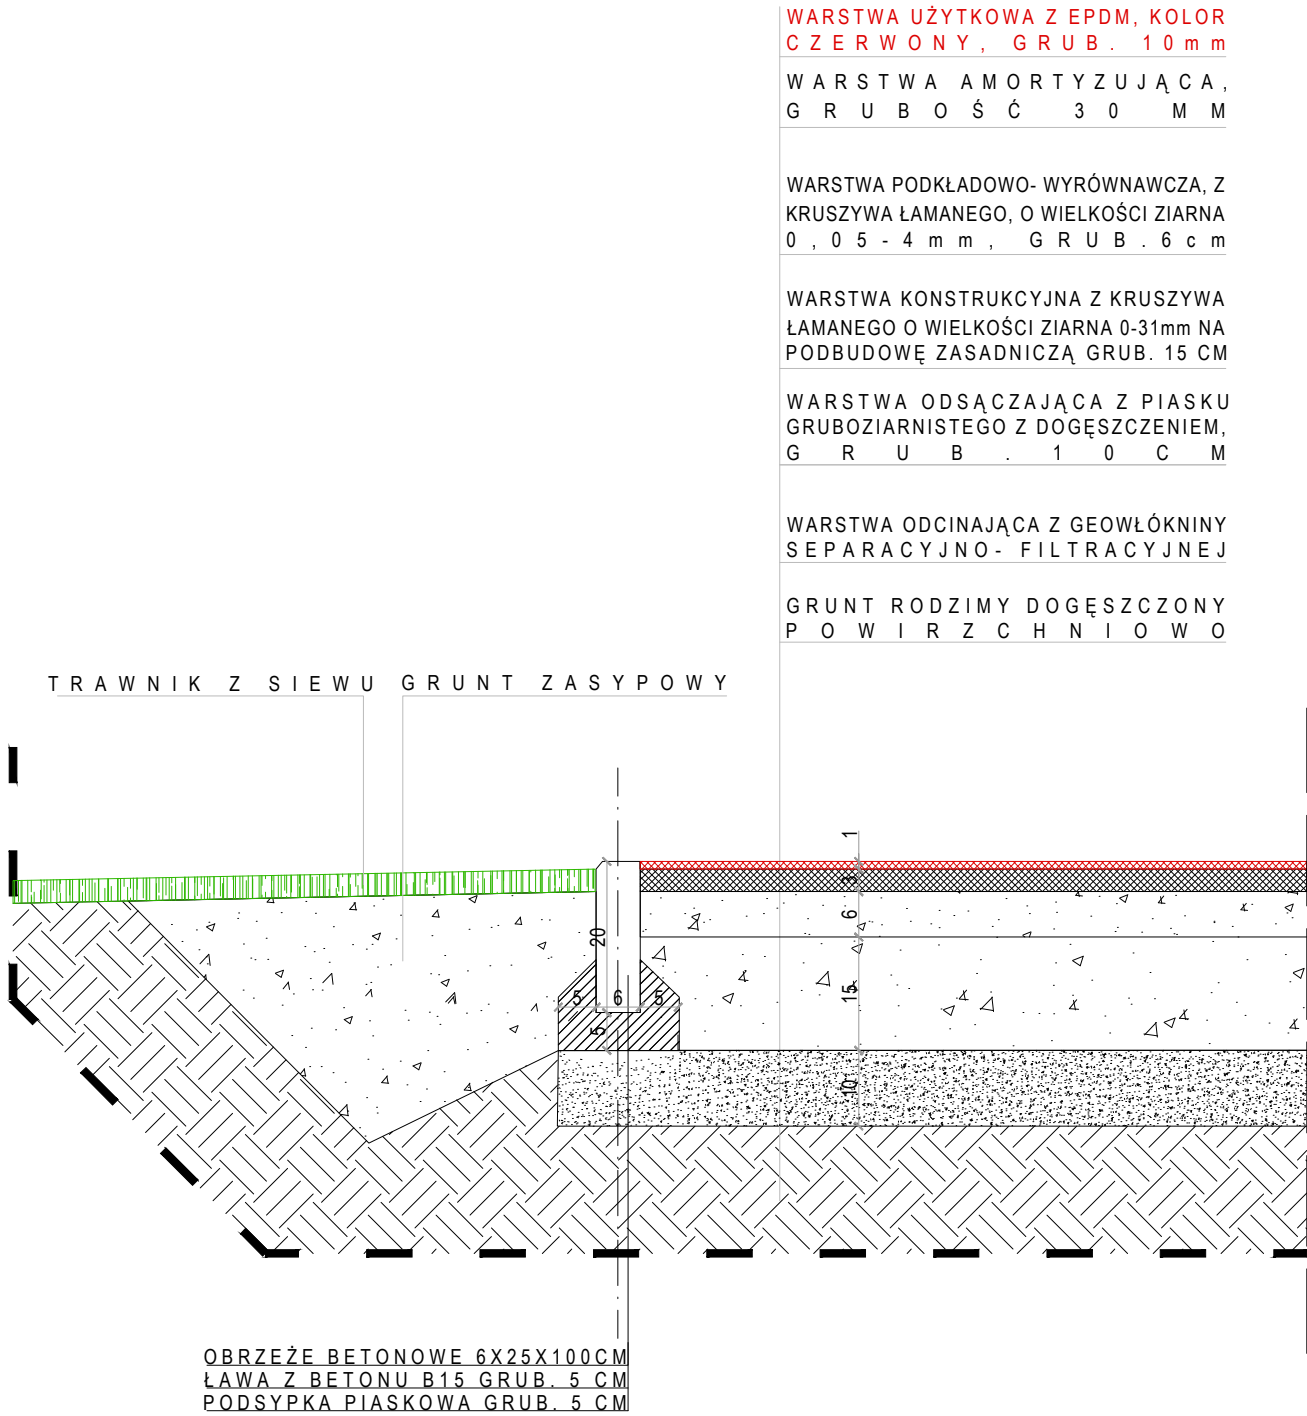 WARSTWA UŻYTKOWA Z EPDM, KOLOR
CZERWONY, GRUB. 10mm
WARSTWA AMORTYZUJĄCA,
GRUBOŚĆ 30 MM
WARSTWA PODKŁADOWO- WYRÓWNAWCZA, Z
KRUSZYWA ŁAMANEGO, O WIELKOŚCI ZIARNA
0,05-4mm, GRUB.6cm
WARSTWA KONSTRUKCYJNA Z KRUSZYWA
ŁAMANEGO O WIELKOŚCI ZIARNA 0-31mm NA
PODBUDOWĘ ZASADNICZĄ GRUB. 15 CM
WARSTWA ODSĄCZAJĄCA Z PIASKU
GRUBOZIARNISTEGO Z DOGĘSZCZENIEM,
GRUB.10CM
WARSTWA ODCINAJĄCA Z GEOWŁÓKNINY
SEPARACYJNO- FILTRACYJNEJ
GRUNT RODZIMY DOGĘSZCZONY
POWIRZCHNIOWO
TRAWNIK Z SIEWU
GRUNT ZASYPOWY
1
3
6
15
10
20
5 6 5
5
OBRZEŻE BETONOWE 6X25X100CM
ŁAWA Z BETONU B15 GRUB. 5 CM
PODSYPKA PIASKOWA GRUB. 5 CM